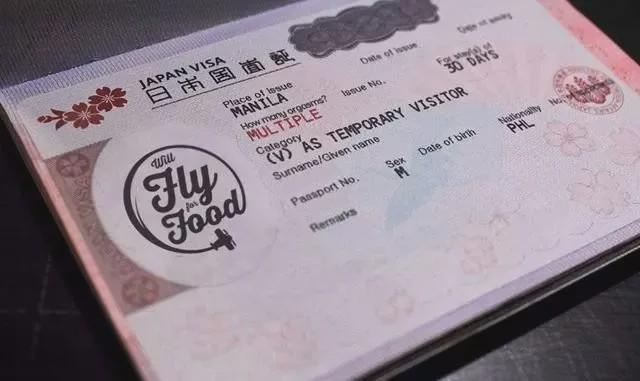 JAPAN VISA
日本国査証
Place of Issue
MANILA
Issue No.
Date of Issue
Date of expiry
How many orgasms?
MULTIPLE
For stay(s) of
30 DAYS
Category
(V) AS TEMPORARY VISITOR
Surname/Given name
Passport No.
Sex
M
Date of birth
Nationality
PHL
No.
Remarks
Will
Fly
for
Food